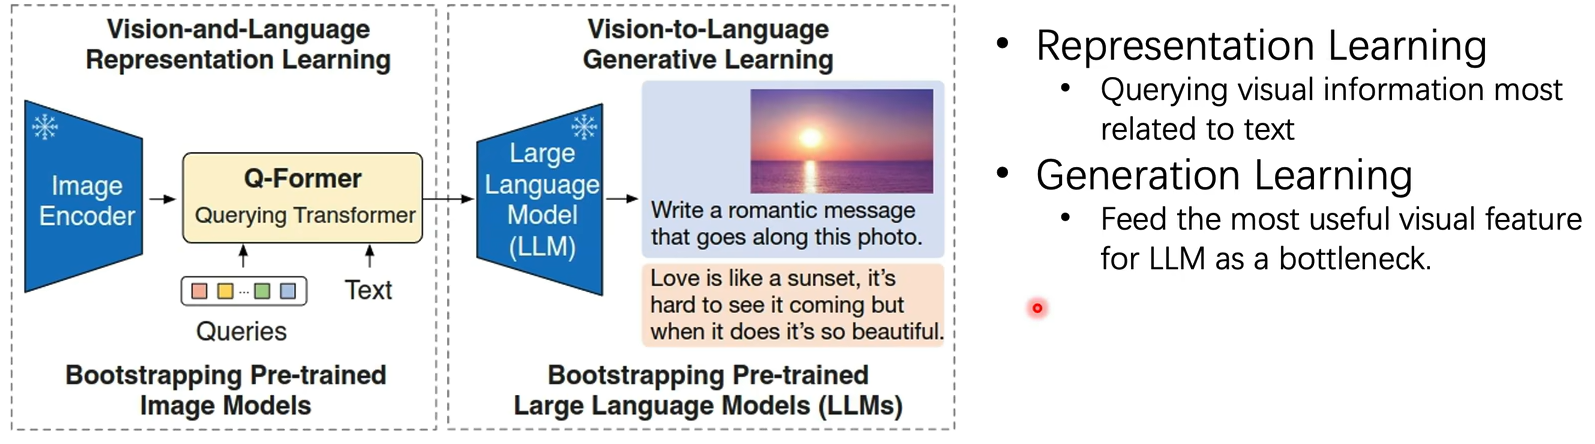 Vision-and-Language
Representation Learning
Image
Encoder
Q-Former
Querying Transformer
...
Queries
Text
Bootstrapping Pre-trained
Image Models
Vision-to-Language
Generative Learning
Large
Language
Model
(LLM)
Write a romantic message
that goes along this photo.
Love is like a sunset, it's
hard to see it coming but
when it does it's so beautiful.
Bootstrapping Pre-trained
Large Language Models (LLMs)
• Representation Learning
• Querying visual information most
related to text
• Generation Learning
• Feed the most useful visual feature
for LLM as a bottleneck.